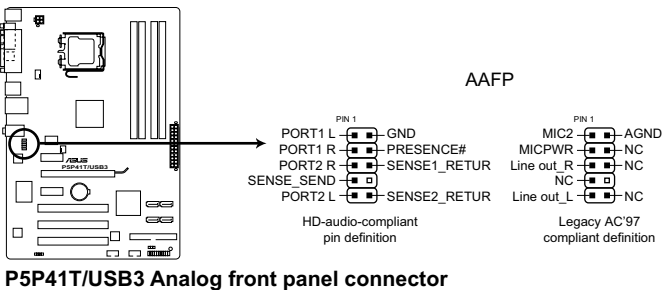 AAFP
PIN 1
PORT1 L
GND
PORT1 R
PRESENCE#
PORT2 R
SENSE1_RETUR
SENSE_SEND
PORT2 L
SENSE2_RETUR
HD-audio-compliant
pin definition
PIN 1
MIC2
AGND
MICPWR
NC
Line out_R
NC
NC
Line out_L
NC
Legacy AC'97
compliant definition
ASUS
P5P41T/USB3
P5P41T/USB3 Analog front panel connector